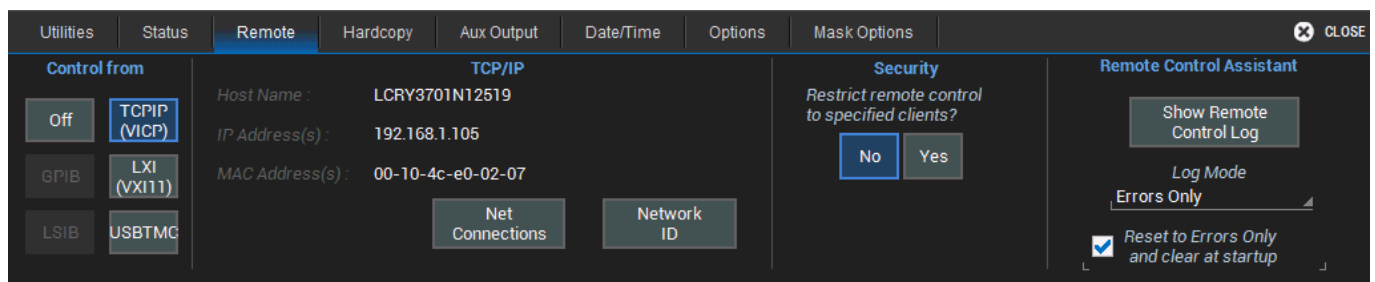 Utilities
Status
Remote
Hardcopy
Aux Output
Date/Time
Options
Mask Options
CLOSE
Control from
Off
TCPIP
(VICP)
GPIB
LXI
(VXI11)
LSIB
USBTMC
TCP/IP
Host Name :
LCRY3701N12519
IP Address(s) :
192.168.1.105
MAC Address(s) :
00-10-4c-e0-02-07
Net
Connections
Network
ID
Security
Restrict remote control
to specified clients?
No
Yes
Remote Control Assistant
Show Remote
Control Log
Log Mode
Errors Only
Reset to Errors Only
and clear at startup